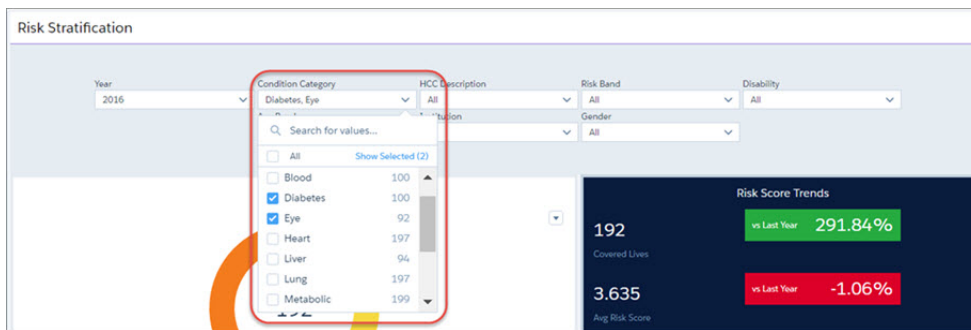 Risk Stratification
Year
2016
Condition Category
Diabetes, Eye
HCC Description
All
Risk Band
All
Disability
All
Gender
All
Search for values...
All Show Selected (2)
Blood 100
Diabetes 100
Eye 92
Heart 197
Liver 94
Lung 197
Metabolic 199
192
Risk Score Trends
192
Covered Lives
vs Last Year 291.84%
3.635
Avg Risk Score
vs Last Year -1.06%